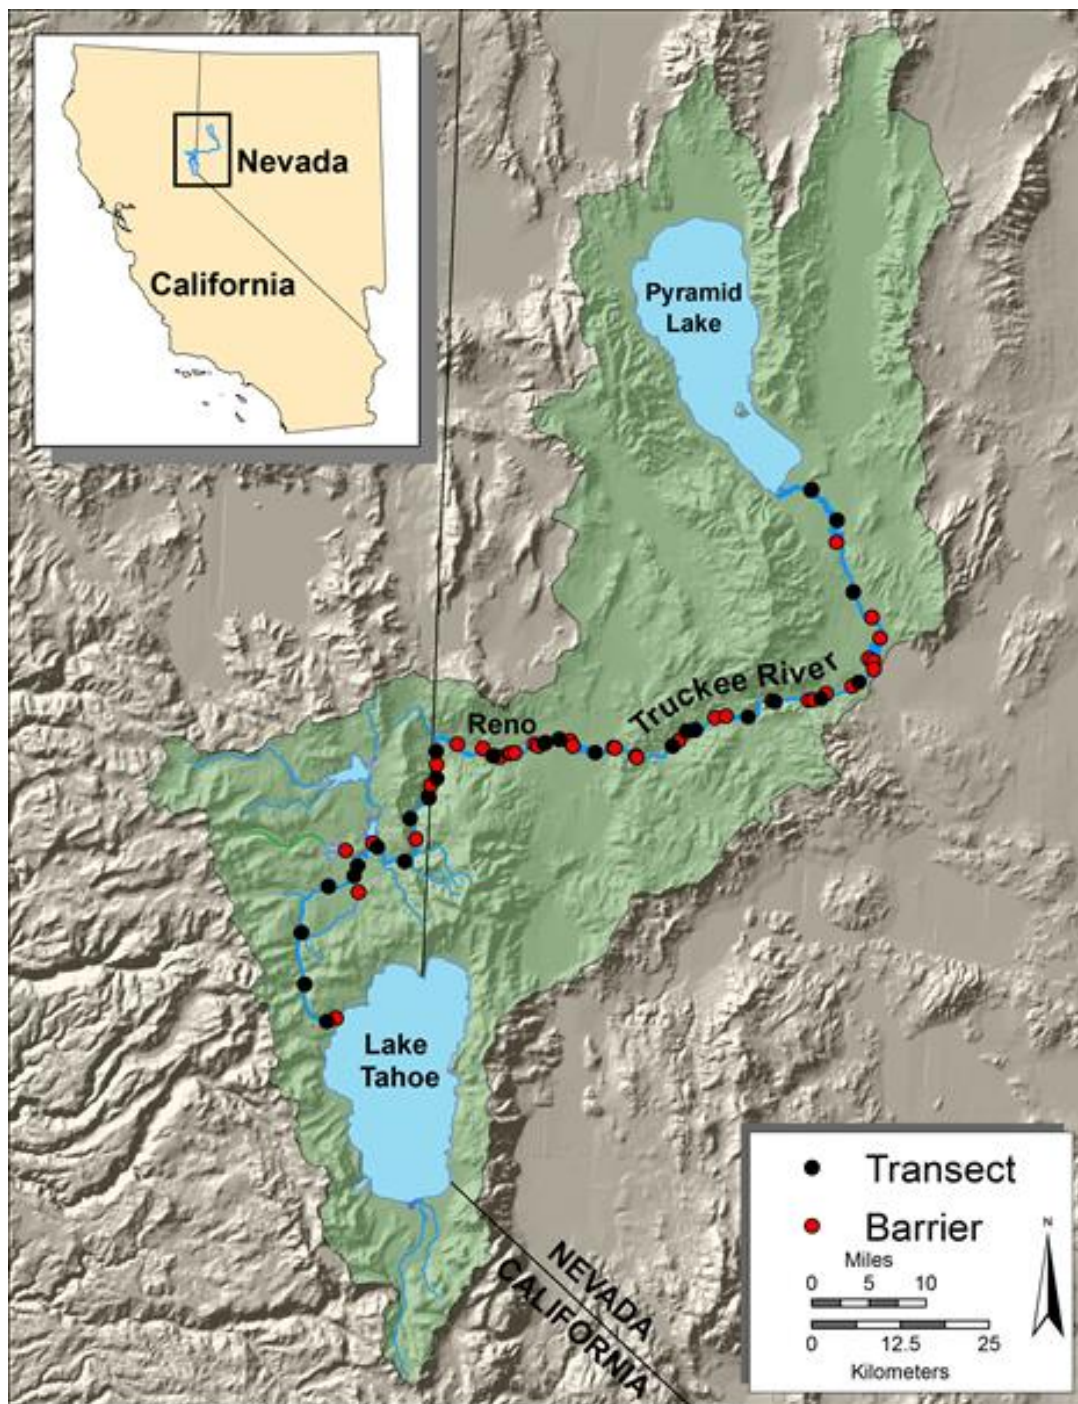 Nevada
California
Pyramid
Lake
Truckee River
Reno
Lake
Tahoe
NEVADA
CALIFORNIA
Transect
Barrier
Miles
0 5 10
0 12.5 25
Kilometers
N